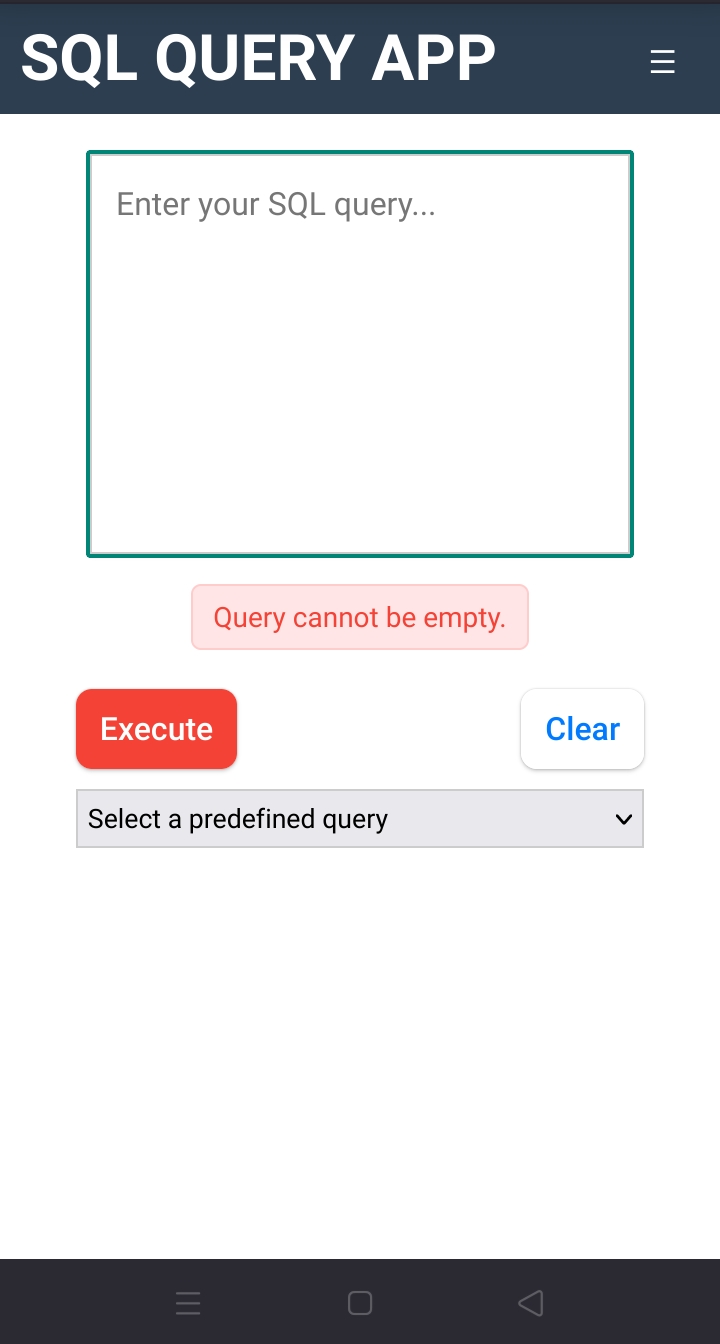 SQL QUERY APP
Enter your SQL query...
Query cannot be empty.
Execute
Clear
Select a predefined query